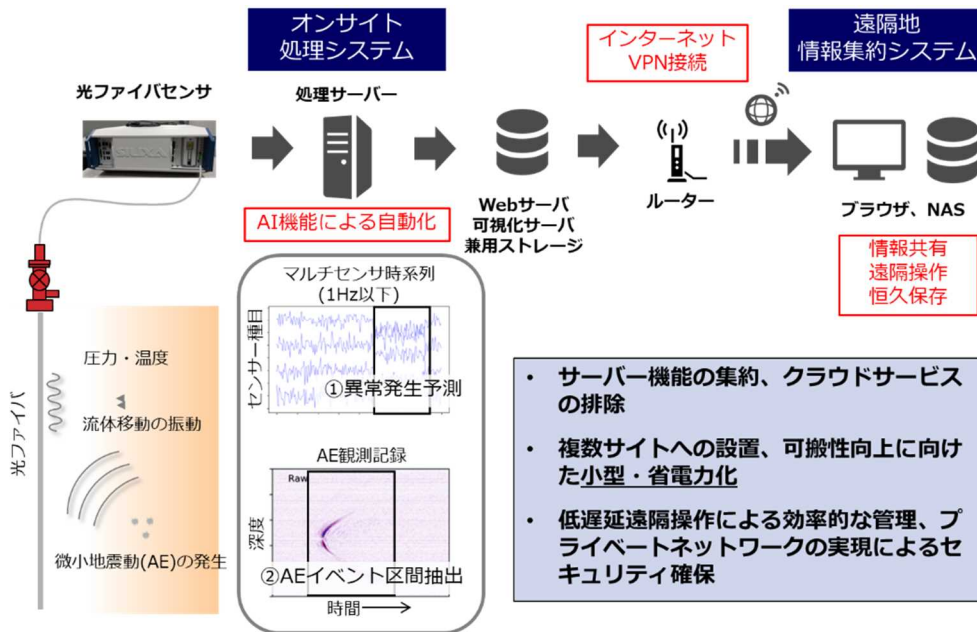 オンサイト
処理システム
インターネット
VPN接続
遠隔地
情報集約システム
光ファイバセンサ
処理サーバー
AI機能による自動化
Webサーバ
可視化サーバ
兼用ストレージ
ルーター
ブラウザ、NAS
情報共有
遠隔操作
恒久保存
光ファイバ
圧力・温度
流体移動の振動
微小地震動(AE)の発生
マルチセンサ時系列
(1Hz以下)
センサー種目
①異常発生予測
AE観測記録
Raw
深度
②AEイベント区間抽出
時間
• サーバー機能の集約、クラウドサービス
の排除
• 複数サイトへの設置、可搬性向上に向け
た小型・省電力化
• 低遅延遠隔操作による効率的な管理、プ
ライベートネットワークの実現によるセ
キュリティ確保